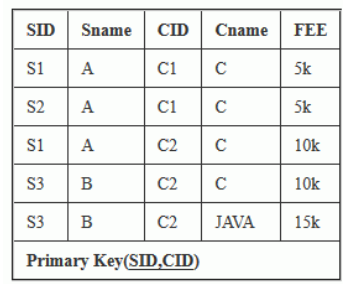 SID Sname CID Cname FEE
S1 A C1 C 5k
S2 A C1 C 5k
S1 A C2 C 10k
S3 B C2 C 10k
S3 B C2 JAVA 15k
Primary Key(SID,CID)